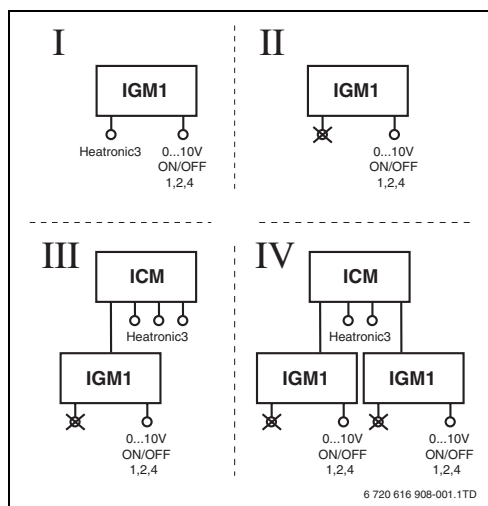 I
IGM1
Heatronic3
0...10V
ON/OFF
1,2,4
II
IGM1
0...10V
ON/OFF
1,2,4
III
ICM
Heatronic3
IGM1
0...10V
ON/OFF
1,2,4
IV
ICM
Heatronic3
IGM1
IGM1
0...10V
ON/OFF
1,2,4
0...10V
ON/OFF
1,2,4
6 720 616 908-001.1TD